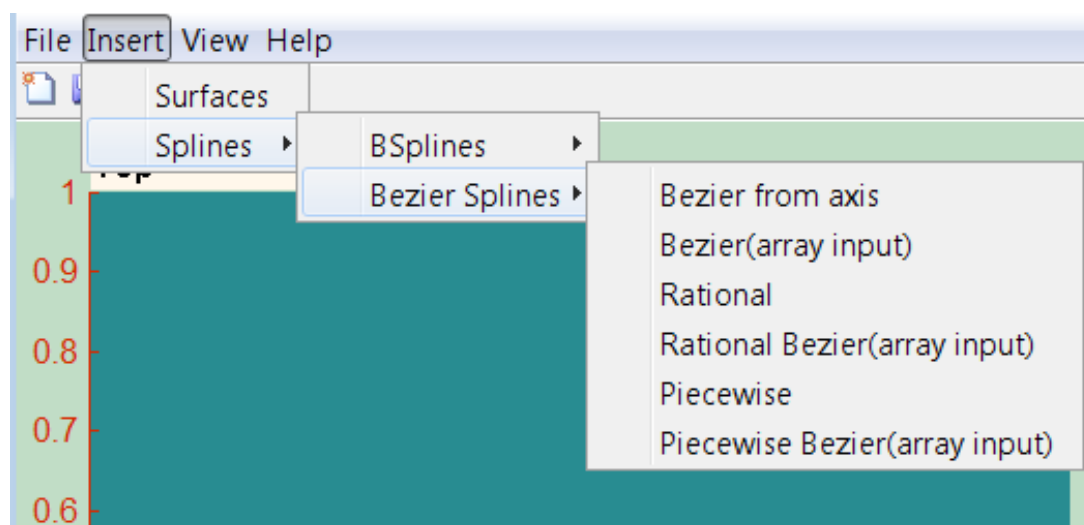 File Insert View Help
Surfaces
Splines
BSplines
Bezier Splines
Bezier from axis
Bezier(array input)
Rational
Rational Bezier(array input)
Piecewise
Piecewise Bezier(array input)
1
0.9
0.8
0.7
0.6